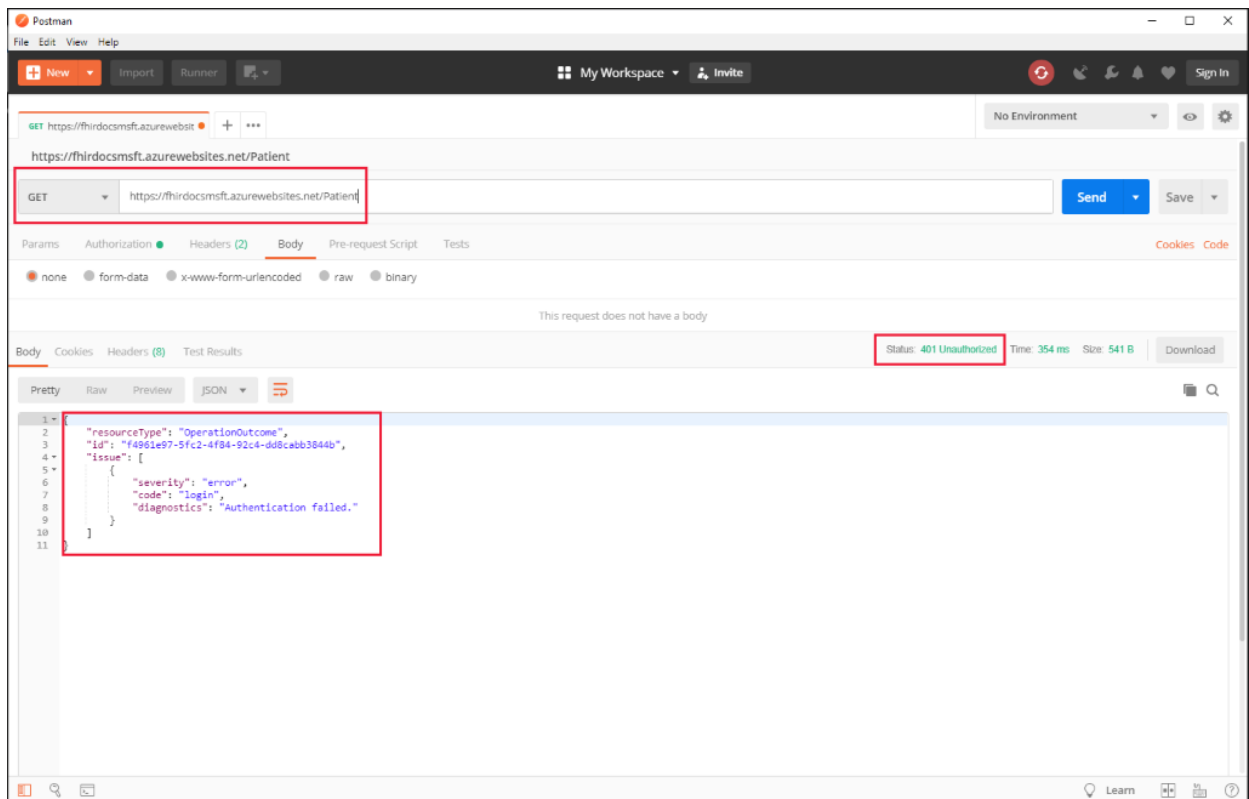 Postman
File Edit View Help
New Import Runner My Workspace Invite Sign In
GET https://fhirdocsmsft.azurewebsit + ••• No Environment
https://fhirdocsmsft.azurewebsites.net/Patient
GET https://fhirdocsmsft.azurewebsites.net/Patient Send Save
Params Authorization Headers (2) Body Pre-request Script Tests Cookies Code
none form-data x-www-form-urlencoded raw binary
This request does not have a body
Body Cookies Headers (8) Test Results Status: 401 Unauthorized Time: 354 ms Size: 541 B Download
Pretty Raw Preview JSON
1 {
2 "resourceType": "OperationOutcome",
3 "id": "f4961e97-5fc2-4f84-92c4-dd8cabb3844b",
4 "issue": [
5 {
6 "severity": "error",
7 "code": "login",
8 "diagnostics": "Authentication failed."
9 }
10 ]
11 }
Learn